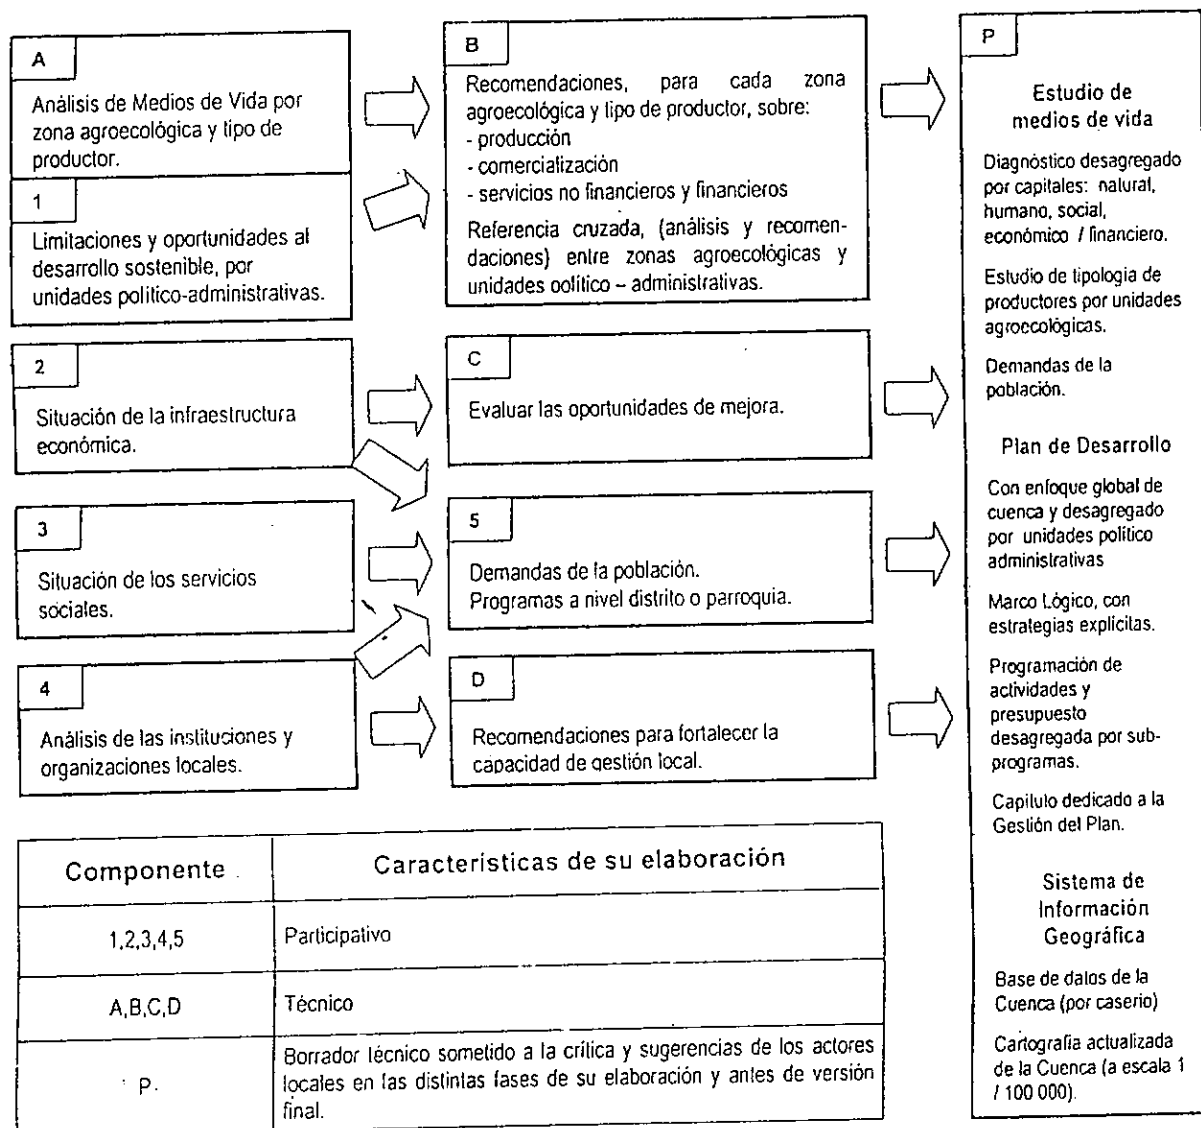 A
Análisis de Medios de Vida por
zona agroecológica y tipo de
productor.
1
Limitaciones y oportunidades al
desarrollo sostenible, por
unidades político-administrativas.
B
Recomendaciones, para cada zona
agroecológica y tipo de productor, sobre:
- producción
- comercialización
- servicios no financieros y financieros
Referencia cruzada, (análisis y recomen-
daciones) entre zonas agroecológicas y
unidades político – administrativas.
2
Situación de la infraestructura
económica.
C
Evaluar las oportunidades de mejora.
3
Situación de los servicios
sociales.
5
Demandas de la población.
Programas a nivel distrito o parroquia.
4
Análisis de las instituciones y
organizaciones locales.
D
Recomendaciones para fortalecer la
capacidad de gestión local.
P
Estudio de
medios de vida
Diagnóstico desagregado
por capitales: natural,
humano, social,
económico / financiero.
Estudio de tipologia de
productores por unidades
agroecológicas.
Demandas de la
población.
Plan de Desarrollo
Con enfoque global de
cuenca y desagregado
por unidades político
administrativas
Marco Lógico, con
estrategias explícitas.
Programación de
actividades y
presupuesto
desagregada por sub-
programas.
Capítulo dedicado a la
Gestión del Plan.
Sistema de
Información
Geográfica
Base de datos de la
Cuenca (por caserio)
Cartografía actualizada
de la Cuenca (a escala 1
/ 100 000).
Componente Características de su elaboración
1,2,3,4,5 Participativo
A,B,C,D Técnico
P. Borrador técnico sometido a la crítica y sugerencias de los actores
locales en las distintas fases de su elaboración y antes de versión
final.